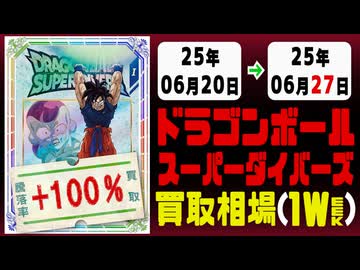 DRAGON BALL
SUPER DIVERS
25年
06月20日
25年
06月27日
ドラゴンボール
スーパーダイバーズ
買取相場(1WEEK)
騰落率
+100%
買取